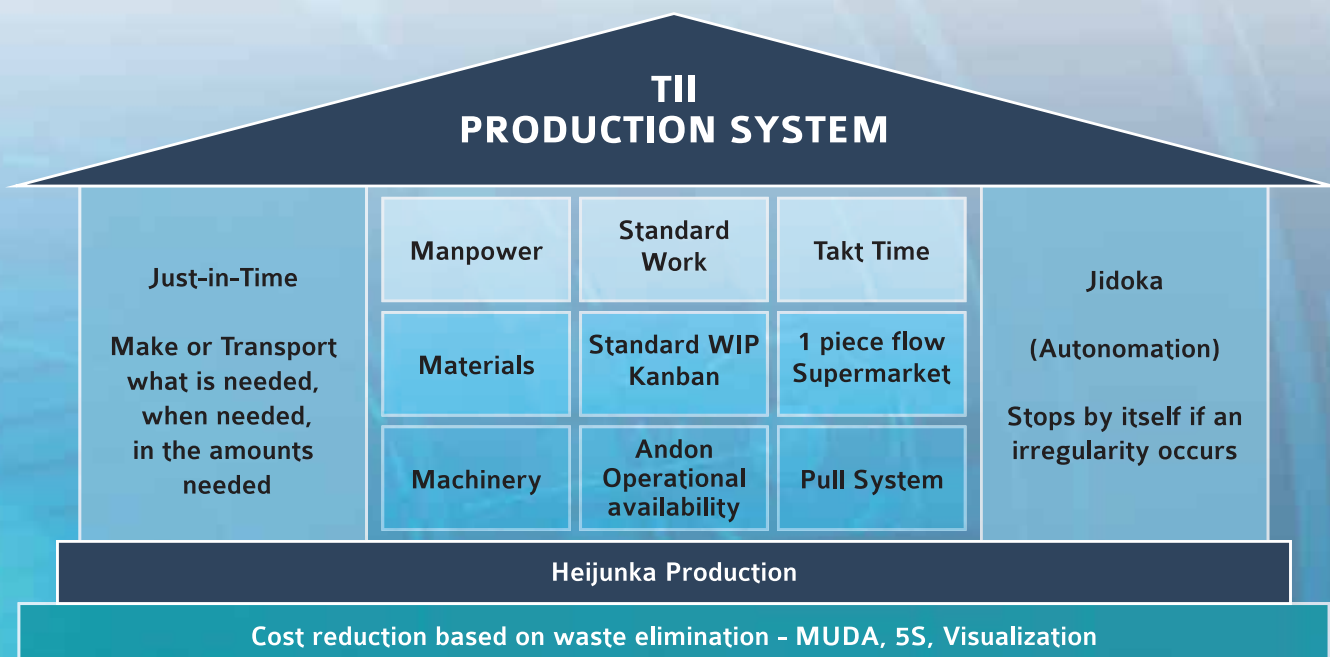 TII
PRODUCTION SYSTEM
Just-in-Time
Make or Transport
what is needed,
when needed,
in the amounts
needed
Manpower
Standard
Work
Takt Time
Materials
Standard WIP
Kanban
1 piece flow
Supermarket
Machinery
Andon
Operational
availability
Pull System
Jidoka
(Autonomation)
Stops by itself if an
irregularity occurs
Heijunka Production
Cost reduction based on waste elimination - MUDA, 5S, Visualization